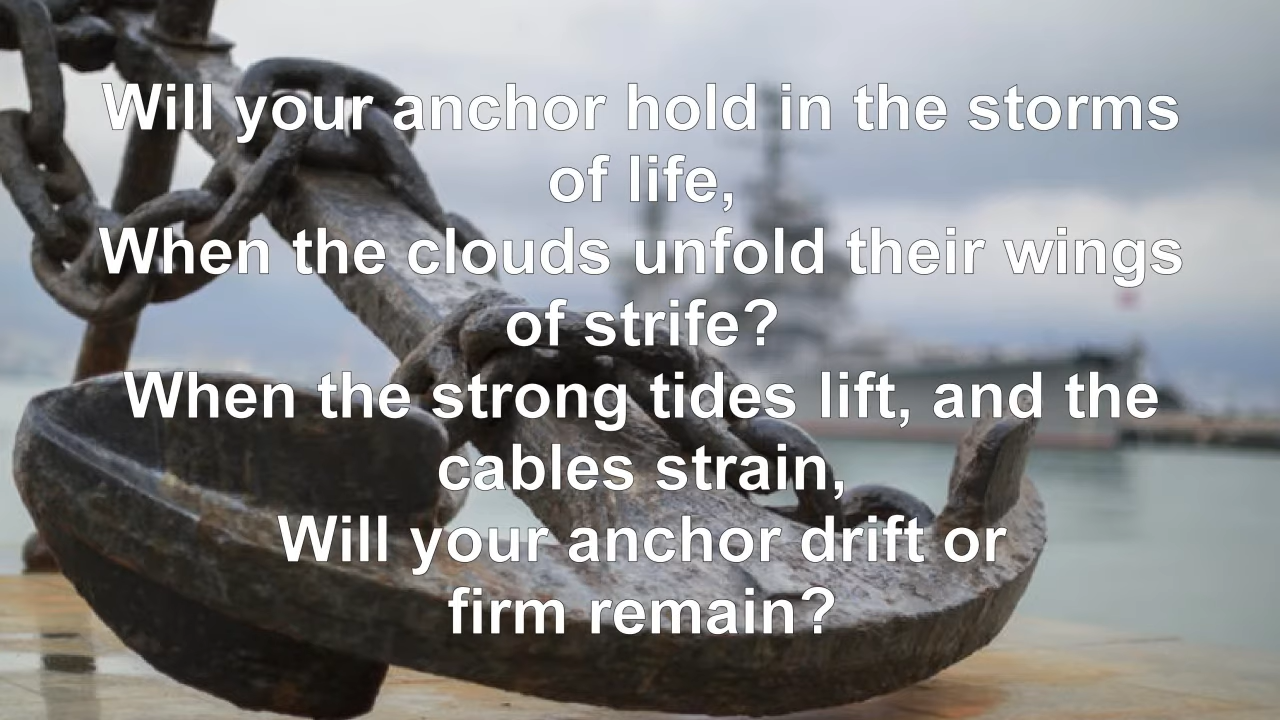 Will your anchor hold in the storms
of life,
When the clouds unfold their wings
of strife?
When the strong tides lift, and the
cables strain,
Will your anchor drift or
firm remain?